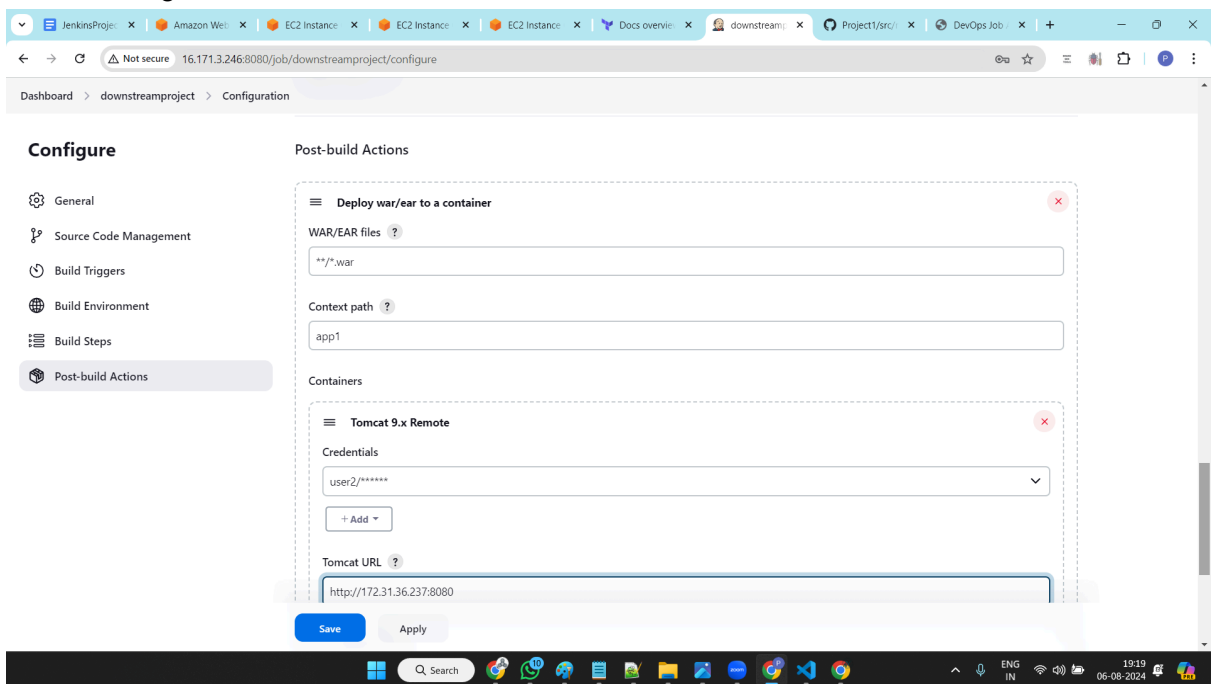 JenkinsProjec
Amazon Web
EC2 Instance
EC2 Instance
EC2 Instance
Docs overview
downstreamp
Project1/src/
DevOps Job
Not secure 16.171.3.246:8080/job/downstreamproject/configure
Dashboard > downstreamproject > Configuration
Configure
General
Source Code Management
Build Triggers
Build Environment
Build Steps
Post-build Actions
Post-build Actions
Deploy war/ear to a container
WAR/EAR files ?
**/*.war
Context path ?
app1
Containers
Tomcat 9.x Remote
Credentials
user2/******
+ Add
Tomcat URL ?
http://172.31.36.237:8080
Save Apply
Search
ENG
IN
19:19
06-08-2024